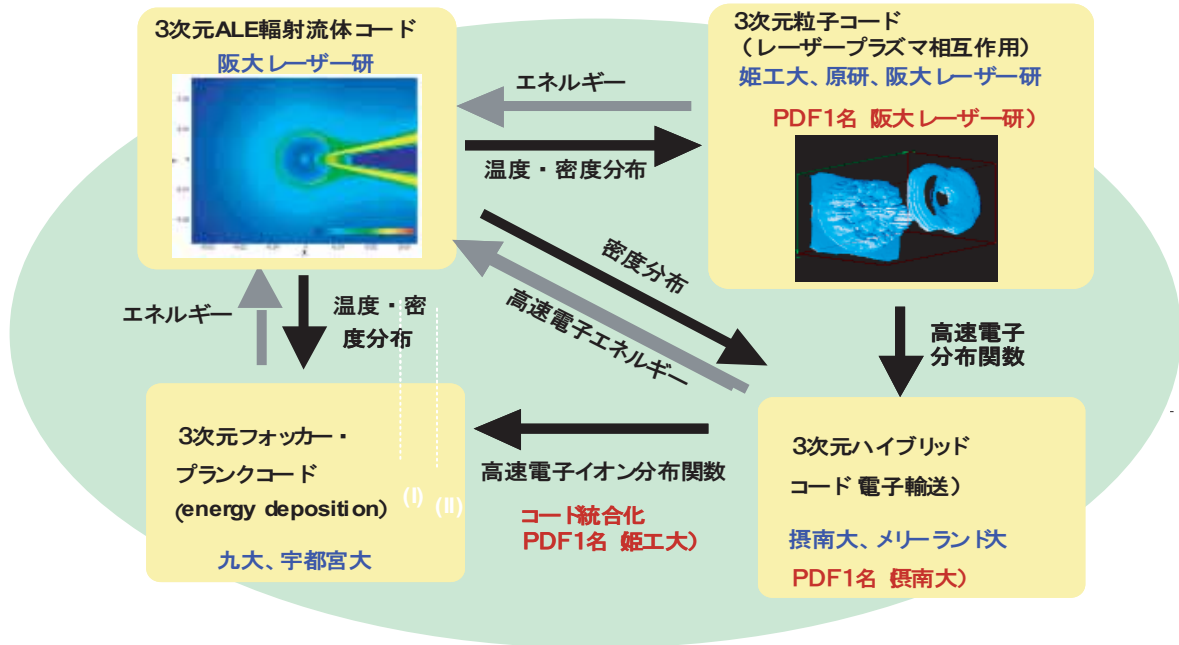 3次元ALE輻射流体コード
阪大レーザー研
エネルギー
温度・密度分布
3次元粒子コード
(レーザープラズマ相互作用)
姫工大、原研、阪大レーザー研
PDF1名 阪大レーザー研)
密度分布
高速電子エネルギー
エネルギー
温度・密
度分布
高速電子
分布関数
3次元フォッカー・
プランクコード
(energy deposition)
(I)
(II)
九大、宇都宮大
高速電子イオン分布関数
コード統合化
PDF1名 姫工大)
3次元ハイブリッド
コード 電子輸送)
摂南大、メリーランド大
PDF1名 摂南大)